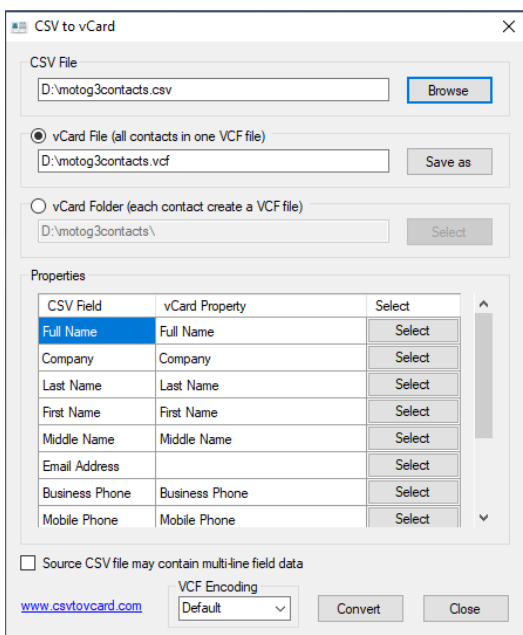 CSV to vCard
CSV File
D:\motog3contacts.csv Browse
vCard File (all contacts in one VCF file)
D:\motog3contacts.vcf Save as
vCard Folder (each contact create a VCF file)
D:\motog3contacts\ Select
Properties
CSV Field vCard Property Select
Full Name Full Name Select
Company Company Select
Last Name Last Name Select
First Name First Name Select
Middle Name Middle Name Select
Email Address Select
Business Phone Business Phone Select
Mobile Phone Mobile Phone Select
Source CSV file may contain multi-line field data
VCF Encoding
www.csvtovcard.com Default Convert Close